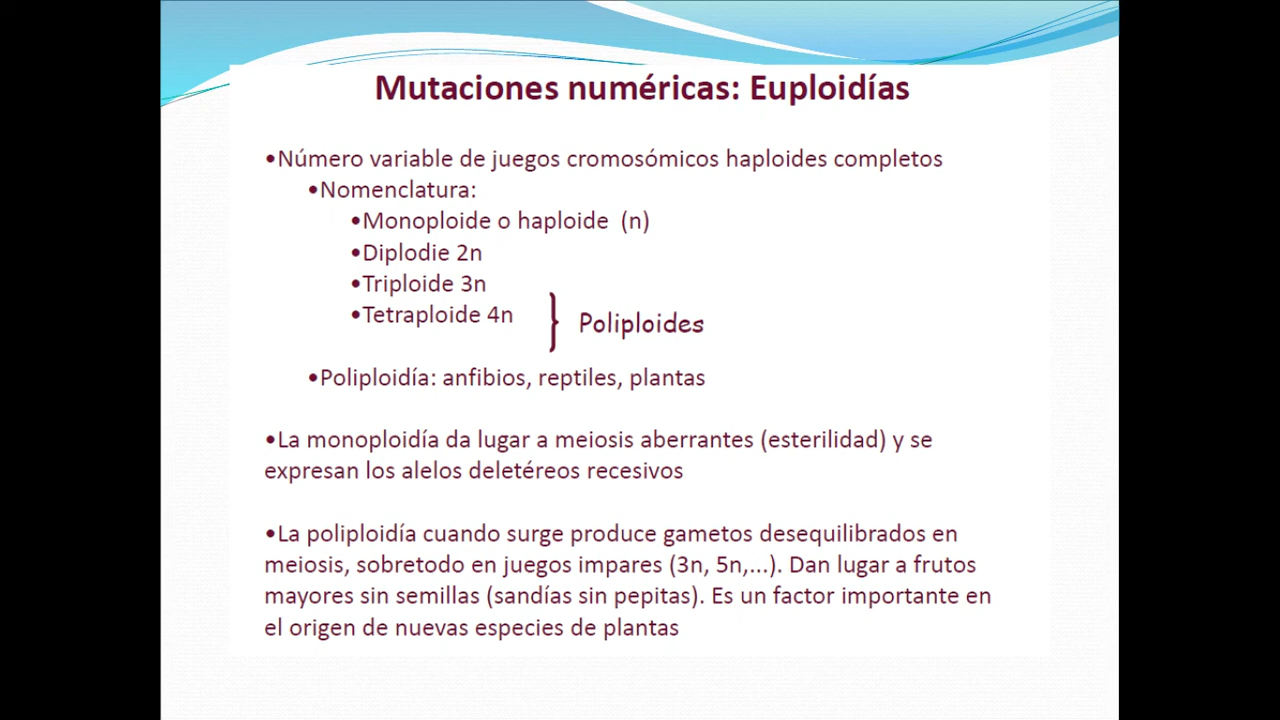 Mutaciones numéricas: Euploidías
•Número variable de juegos cromosómicos haploides completos
•Nomenclatura:
•Monoploide o haploide (n)
•Diplodie 2n
•Triploide 3n
•Tetraploide 4n
} Poliploides
•Poliploidía: anfibios, reptiles, plantas
•La monoploidía da lugar a meiosis aberrantes (esterilidad) y se
expresan los alelos deletéreos recesivos
•La poliploidía cuando surge produce gametos desequilibrados en
meiosis, sobretodo en juegos impares (3n, 5n,...). Dan lugar a frutos
mayores sin semillas (sandías sin pepitas). Es un factor importante en
el origen de nuevas especies de plantas